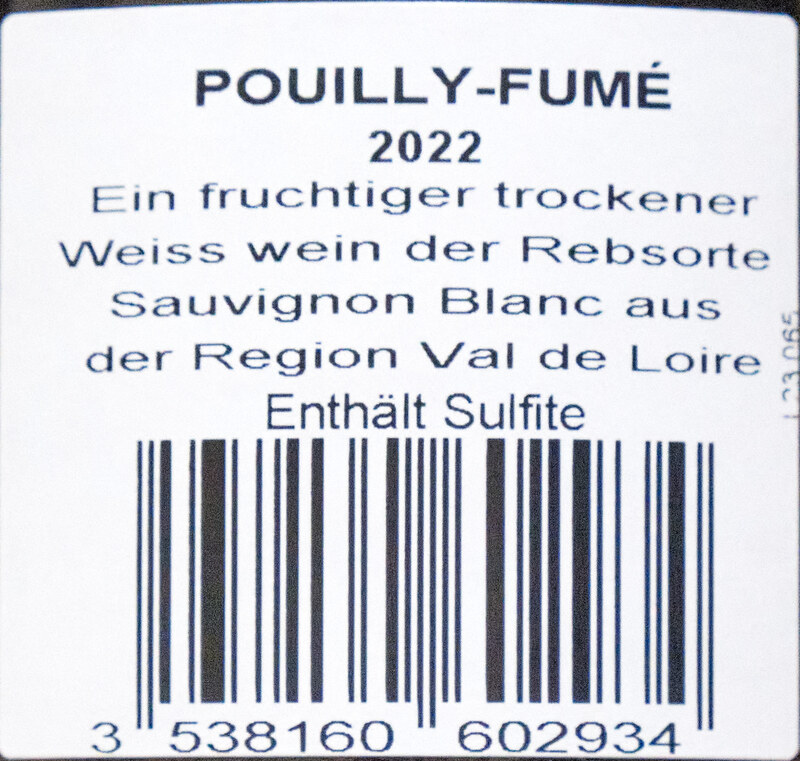 POUILLY-FUMÉ
2022
Ein fruchtiger trockener
Weiss wein der Rebsorte
Sauvignon Blanc aus
der Region Val de Loire
Enthält Sulfite
3 538160 602934